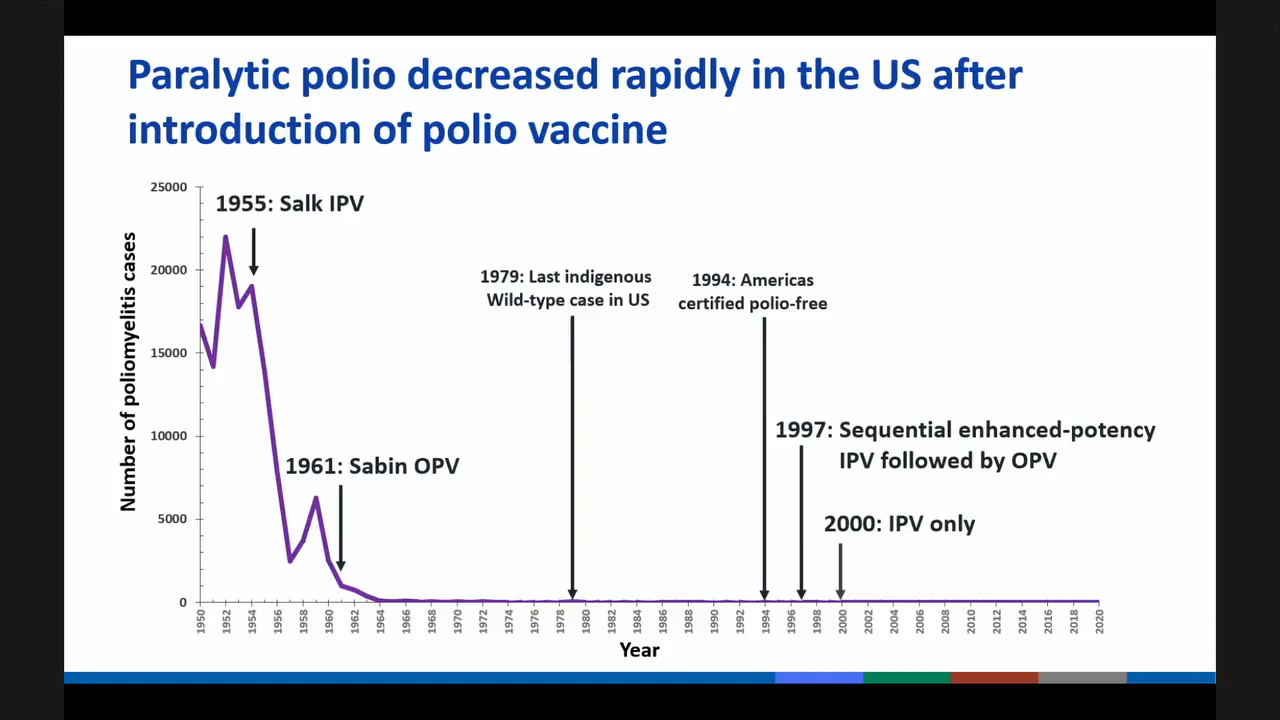 Paralytic polio decreased rapidly in the US after
introduction of polio vaccine
Number of poliomyelitis cases
25000
20000
15000
10000
5000
0
1955: Salk IPV
1961: Sabin OPV
1979: Last indigenous
Wild-type case in US
1994: Americas
certified polio-free
1997: Sequential enhanced-potency
IPV followed by OPV
2000: IPV only
1950 1952 1954 1956 1958 1960 1962 1964 1966 1968 1970 1972 1974 1976 1978 1980 1982 1984 1986 1988 1990 1992 1994 1996 1998 2000 2002 2004 2006 2008 2010 2012 2014 2016 2018 2020
Year